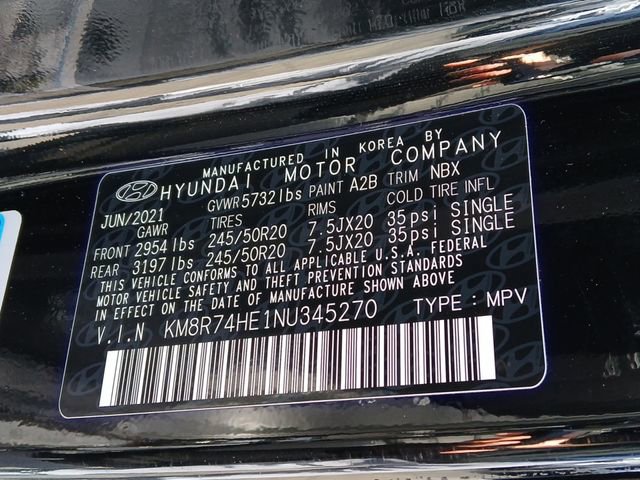 MANUFACTURED IN KOREA BY
HYUNDAI MOTOR COMPANY
JUN/2021 GVWR 5732 lbs PAINT A2B TRIM NBX
GAWR TIRES RIMS COLD TIRE INFL
FRONT 2954 lbs 245/50R20 7.5JX20 35psi SINGLE
REAR 3197 lbs 245/50R20 7.5JX20 35psi SINGLE
THIS VEHICLE CONFORMS TO ALL APPLICABLE U.S.A. FEDERAL
MOTOR VEHICLE SAFETY AND THEFT PREVENTION STANDARDS
IN EFFECT ON THE DATE OF MANUFACTURE SHOWN ABOVE
V.I.N KM8R74HE1NU345270 TYPE : MPV